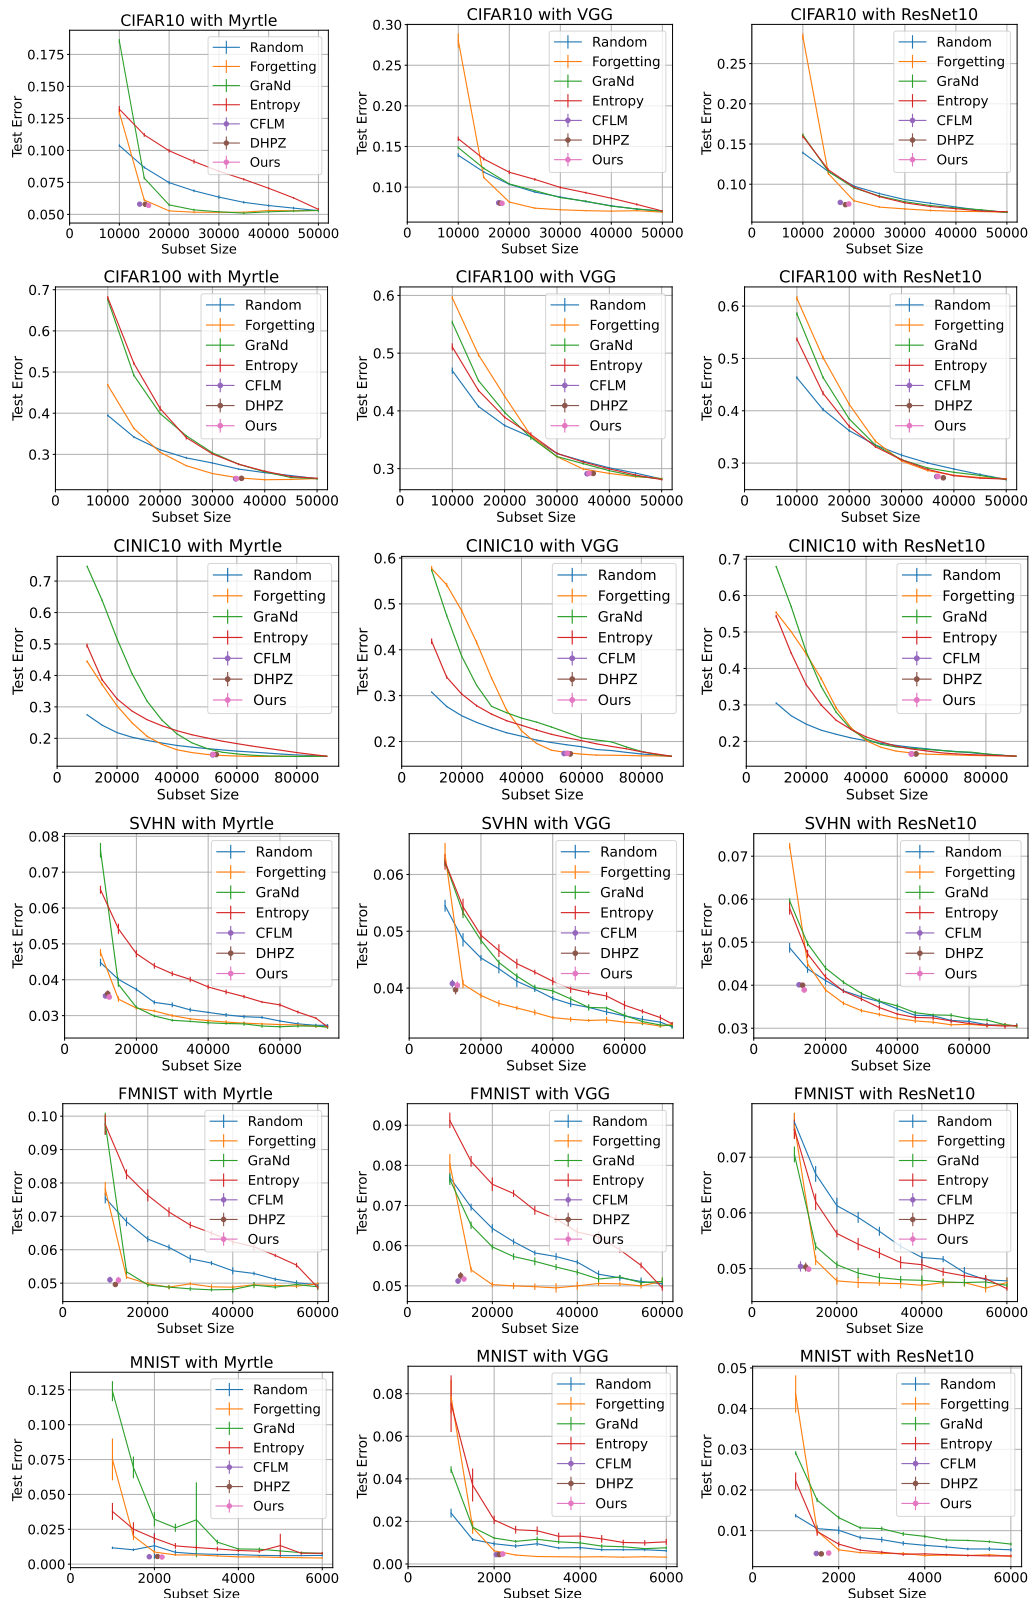 CIFAR10 with Myrtle
Test Error
0.175
0.150
0.125
0.100
0.075
0.050
Random
Forgetting
GraNd
Entropy
CFLM
DHPZ
Ours
0 10000 20000 30000 40000 50000
Subset Size
CIFAR10 with VGG
Test Error
0.30
0.25
0.20
0.15
0.10
Random
Forgetting
GraNd
Entropy
CFLM
DHPZ
Ours
0 10000 20000 30000 40000 50000
Subset Size
CIFAR10 with ResNet10
Test Error
0.25
0.20
0.15
0.10
Random
Forgetting
GraNd
Entropy
CFLM
DHPZ
Ours
0 10000 20000 30000 40000 50000
Subset Size
CIFAR100 with Myrtle
Test Error
0.7
0.6
0.5
0.4
0.3
Random
Forgetting
GraNd
Entropy
CFLM
DHPZ
Ours
0 10000 20000 30000 40000 50000
Subset Size
CIFAR100 with VGG
Test Error
0.6
0.5
0.4
0.3
Random
Forgetting
GraNd
Entropy
CFLM
DHPZ
Ours
0 10000 20000 30000 40000 50000
Subset Size
CIFAR100 with ResNet10
Test Error
0.6
0.5
0.4
0.3
Random
Forgetting
GraNd
Entropy
CFLM
DHPZ
Ours
0 10000 20000 30000 40000 50000
Subset Size
CINIC10 with Myrtle
Test Error
0.7
0.6
0.5
0.4
0.3
0.2
Random
Forgetting
GraNd
Entropy
CFLM
DHPZ
Ours
0 20000 40000 60000 80000
Subset Size
CINIC10 with VGG
Test Error
0.6
0.5
0.4
0.3
0.2
Random
Forgetting
GraNd
Entropy
CFLM
DHPZ
Ours
0 20000 40000 60000 80000
Subset Size
CINIC10 with ResNet10
Test Error
0.7
0.6
0.5
0.4
0.3
0.2
Random
Forgetting
GraNd
Entropy
CFLM
DHPZ
Ours
0 20000 40000 60000 80000
Subset Size
SVHN with Myrtle
Test Error
0.08
0.07
0.06
0.05
0.04
0.03
Random
Forgetting
GraNd
Entropy
CFLM
DHPZ
Ours
0 20000 40000 60000
Subset Size
SVHN with VGG
Test Error
0.06
0.05
0.04
Random
Forgetting
GraNd
Entropy
CFLM
DHPZ
Ours
0 20000 40000 60000
Subset Size
SVHN with ResNet10
Test Error
0.07
0.06
0.05
0.04
0.03
Random
Forgetting
GraNd
Entropy
CFLM
DHPZ
Ours
0 20000 40000 60000
Subset Size
FMNIST with Myrtle
Test Error
0.10
0.09
0.08
0.07
0.06
0.05
Random
Forgetting
GraNd
Entropy
CFLM
DHPZ
Ours
0 20000 40000 60000
Subset Size
FMNIST with VGG
Test Error
0.09
0.08
0.07
0.06
0.05
Random
Forgetting
GraNd
Entropy
CFLM
DHPZ
Ours
0 20000 40000 60000
Subset Size
FMNIST with ResNet10
Test Error
0.07
0.06
0.05
Random
Forgetting
GraNd
Entropy
CFLM
DHPZ
Ours
0 20000 40000 60000
Subset Size
MNIST with Myrtle
Test Error
0.125
0.100
0.075
0.050
0.025
0.000
Random
Forgetting
GraNd
Entropy
CFLM
DHPZ
Ours
0 2000 4000 6000
Subset Size
MNIST with VGG
Test Error
0.08
0.06
0.04
0.02
0.00
Random
Forgetting
GraNd
Entropy
CFLM
DHPZ
Ours
0 2000 4000 6000
Subset Size
MNIST with ResNet10
Test Error
0.05
0.04
0.03
0.02
0.01
Random
Forgetting
GraNd
Entropy
CFLM
DHPZ
Ours
0 2000 4000 6000
Subset Size